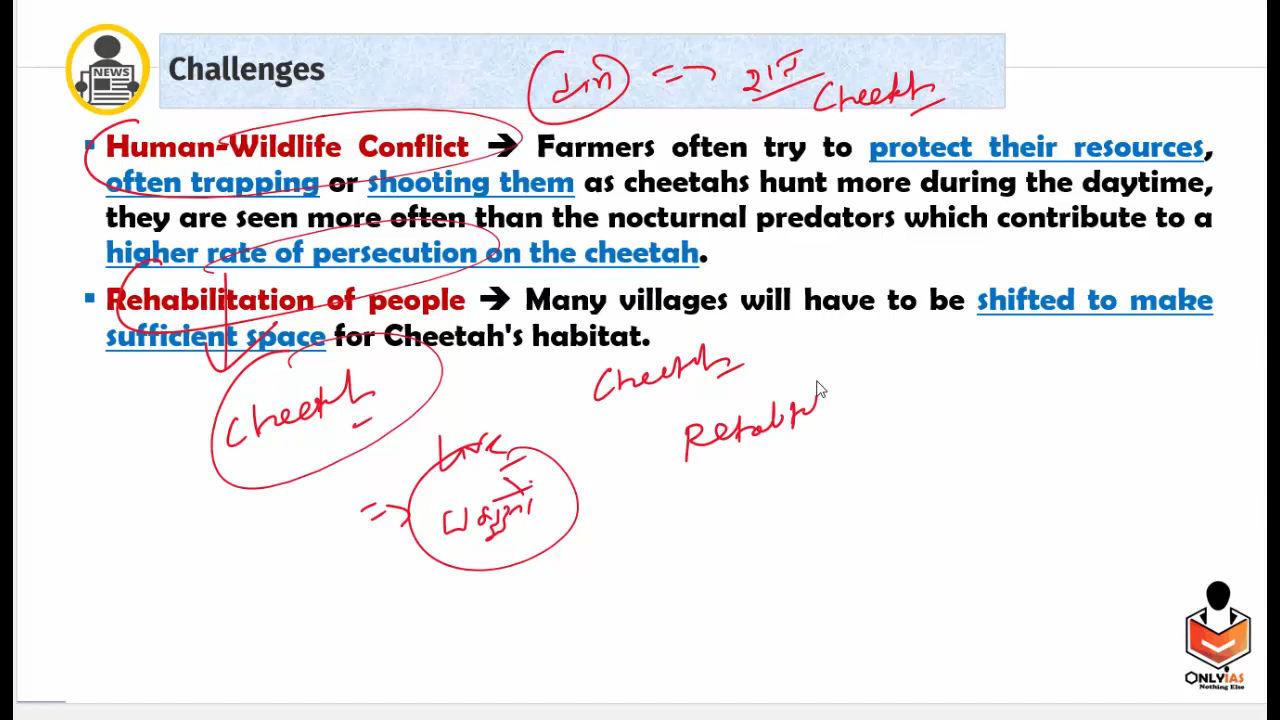 NEWS
Challenges
Cheetah
▪ Human-Wildlife Conflict ➔ Farmers often try to protect their resources,
often trapping or shooting them as cheetahs hunt more during the daytime,
they are seen more often than the nocturnal predators which contribute to a
higher rate of persecution on the cheetah.
▪ Rehabilitation of people ➔ Many villages will have to be shifted to make
sufficient space for Cheetah's habitat.
Cheetah
Cheetah
ONLYIAS
Nothing Else